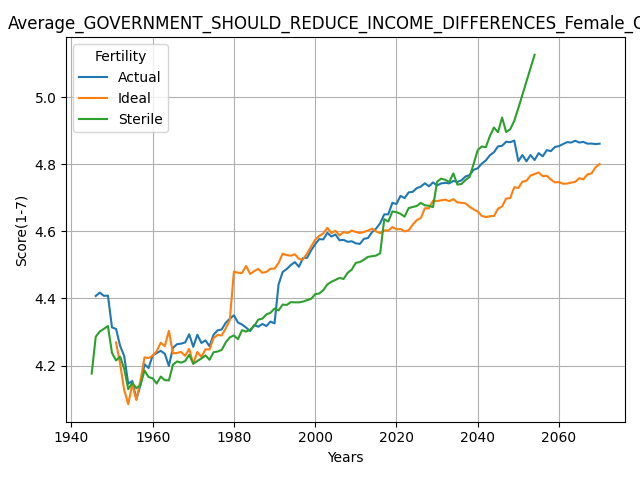 Average_GOVERNMENT_SHOULD_REDUCE_INCOME_DIFFERENCES_Female_
Fertility
Actual
Ideal
Sterile
Score(1-7)
5.0
4.8
4.6
4.4
4.2
1940
1960
1980
2000
2020
2040
2060
Years